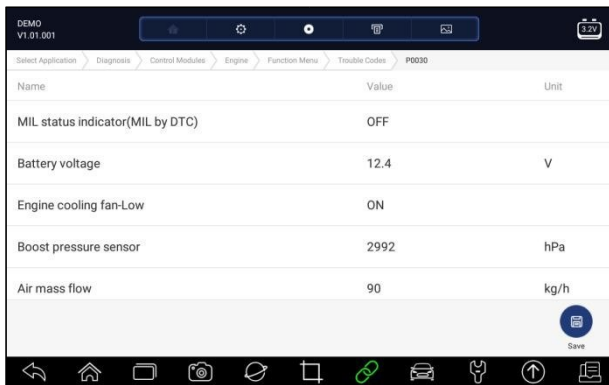 DEMO
V1.01.001
3.2V
Select Application Diagnosis Control Modules Engine Function Menu Trouble Codes P0030
Name Value Unit
MIL status indicator(MIL by DTC) OFF
Battery voltage 12.4 V
Engine cooling fan-Low ON
Boost pressure sensor 2992 hPa
Air mass flow 90 kg/h
Save